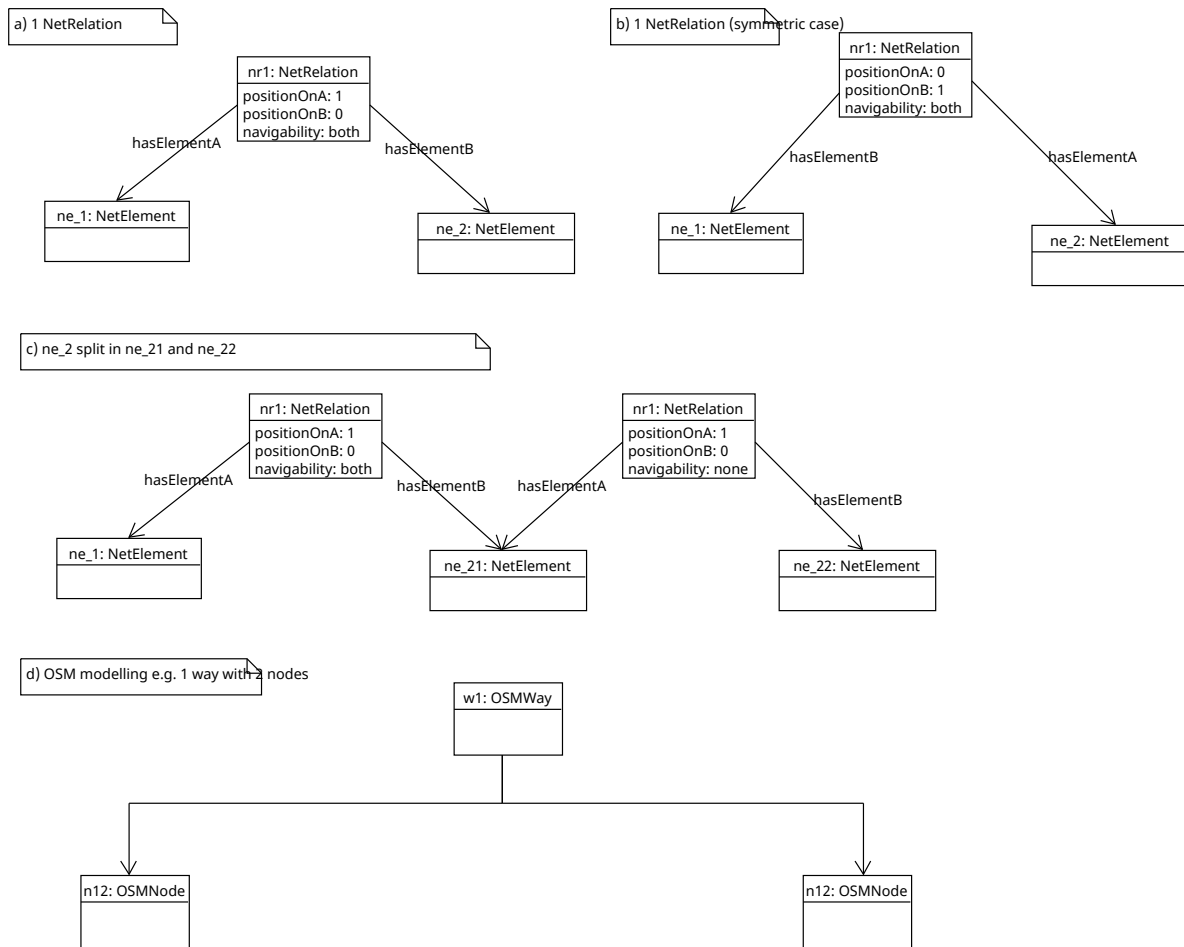 a) 1 NetRelation
nr1: NetRelation
positionOnA: 1
positionOnB: 0
navigability: both
hasElementA
hasElementB
ne_1: NetElement
ne_2: NetElement
b) 1 NetRelation (symmetric case)
nr1: NetRelation
positionOnA: 0
positionOnB: 1
navigability: both
hasElementB
hasElementA
ne_1: NetElement
ne_2: NetElement
c) ne_2 split in ne_21 and ne_22
nr1: NetRelation
positionOnA: 1
positionOnB: 0
navigability: both
hasElementA
hasElementB
nr1: NetRelation
positionOnA: 1
positionOnB: 0
navigability: none
hasElementA
hasElementB
ne_1: NetElement
ne_21: NetElement
ne_22: NetElement
d) OSM modelling e.g. 1 way with 2 nodes
w1: OSMWay
n12: OSMNode
n12: OSMNode